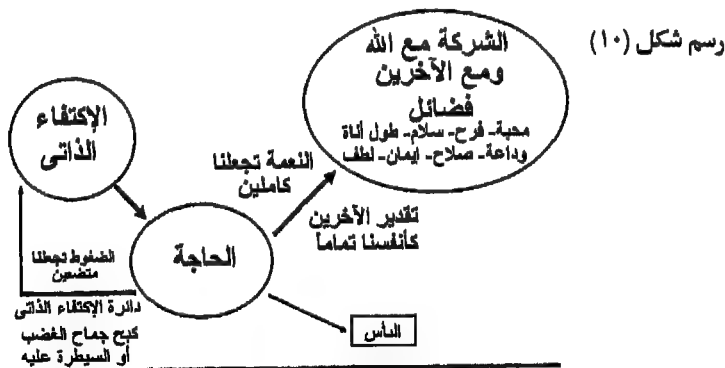 رسم شكل (١٠)
الشركة مع الله
ومع الآخرين
فضائل
محبة- فرح- سلام- طول أناة
وداعة- صلاح- ايمان- لطف
الإكتفاء
الذاتى
النعمة تجعلنا
كاملين
تقدير الآخرين
كأنفسنا تماماً
الحاجة
الضغوط تجعلنا
متضعين
دائرة الإكتفاء الذاتى
كبح جماح الغضب
أو السيطرة عليه
اليأس